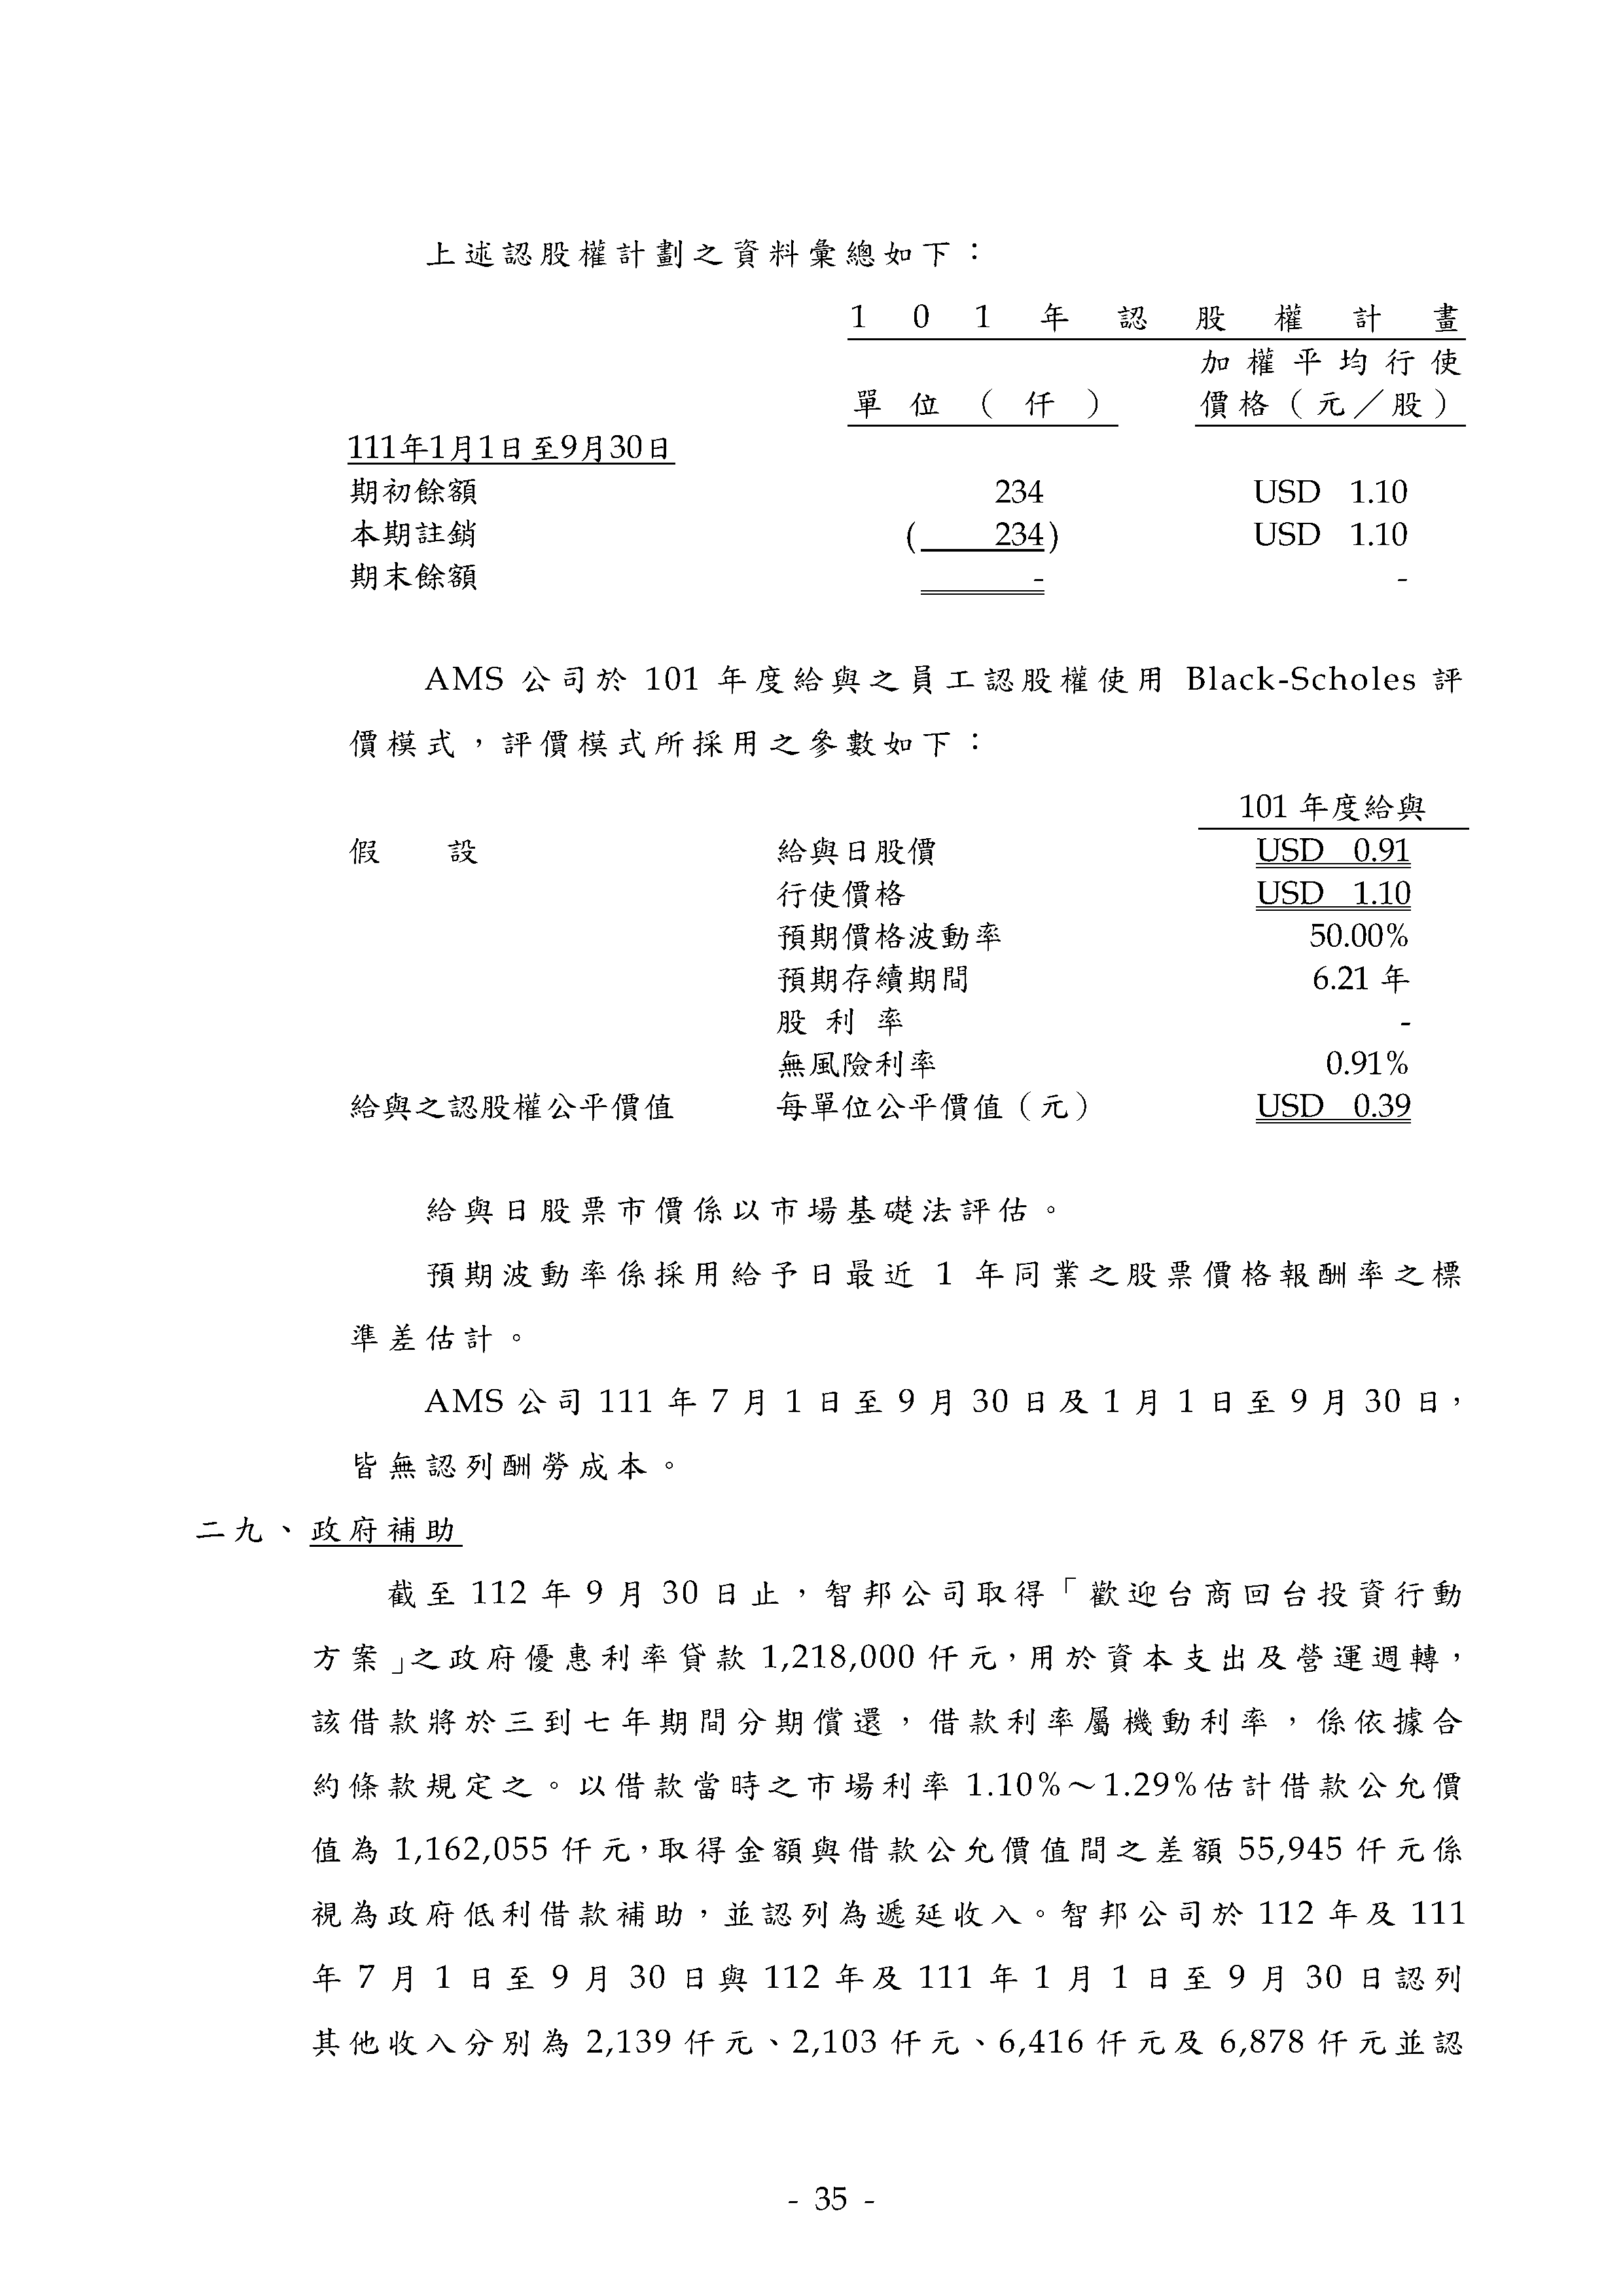 上述認股權計劃之資料彙總如下：
101年認股權計畫
加權平均行使
單位（仟） 價格（元／股）
111年1月1日至9月30日
期初餘額 234 USD 1.10
本期註銷 ( 234) USD 1.10
期末餘額 - -
AMS 公司於 101 年度給與之員工認股權使用 Black-Scholes 評
價模式，評價模式所採用之參數如下：
101 年度給與
假設 給與日股價 USD 0.91
行使價格 USD 1.10
預期價格波動率 50.00%
預期存續期間 6.21 年
股利率 -
無風險利率 0.91%
給與之認股權公平價值 每單位公平價值（元） USD 0.39
給與日股票市價係以市場基礎法評估。
預期波動率係採用給予日最近 1 年同業之股票價格報酬率之標
準差估計。
AMS 公司 111 年 7 月 1 日至 9 月 30 日及 1 月 1 日至 9 月 30 日，
皆無認列酬勞成本。
二九、政府補助
截至 112 年 9 月 30 日止，智邦公司取得「歡迎台商回台投資行動
方案」之政府優惠利率貸款 1,218,000 仟元，用於資本支出及營運週轉，
該借款將於三到七年期間分期償還，借款利率屬機動利率，係依據合
約條款規定之。以借款當時之市場利率 1.10%～1.29%估計借款公允價
值為 1,162,055 仟元，取得金額與借款公允價值間之差額 55,945 仟元係
視為政府低利借款補助，並認列為遞延收入。智邦公司於 112 年及 111
年 7 月 1 日至 9 月 30 日與 112 年及 111 年 1 月 1 日至 9 月 30 日認列
其他收入分別為 2,139 仟元、2,103 仟元、6,416 仟元及 6,878 仟元並認
- 35 -